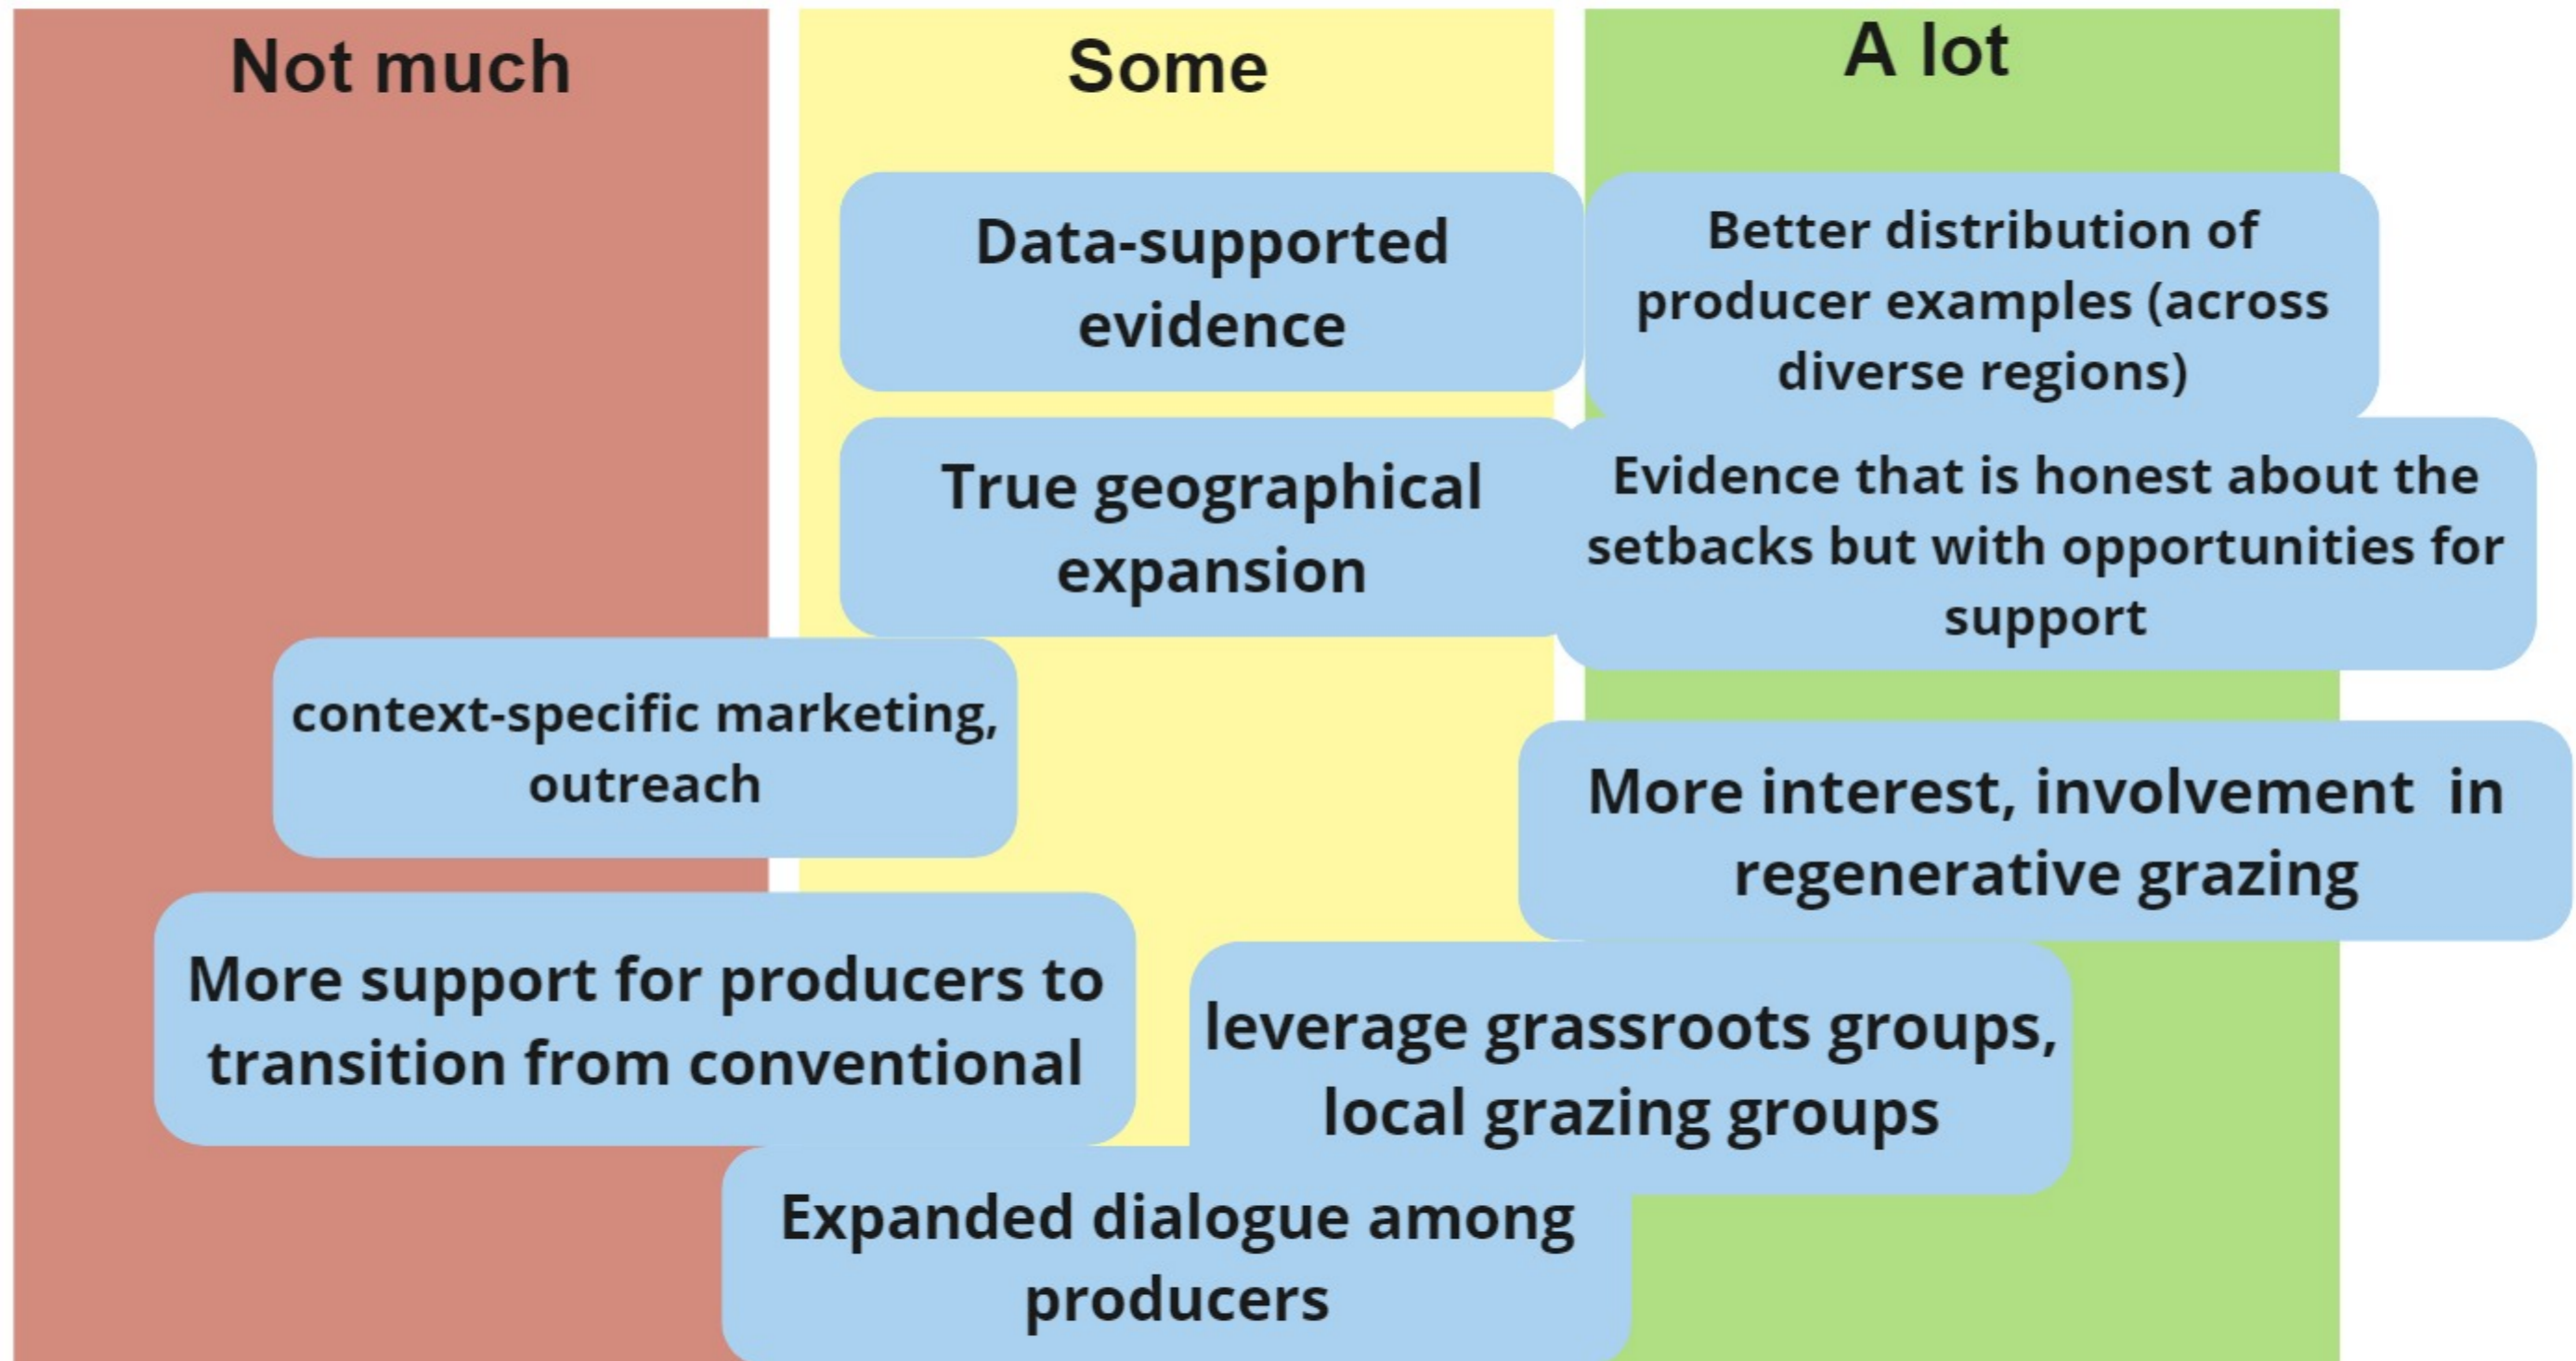 Not much
Some
A lot
Data-supported
evidence
Better distribution of
producer examples (across
diverse regions)
True geographical
expansion
Evidence that is honest about the
setbacks but with opportunities for
support
context-specific marketing,
outreach
More interest, involvement  in
regenerative grazing
More support for producers to
transition from conventional
leverage grassroots groups,
local grazing groups
Expanded dialogue among
producers